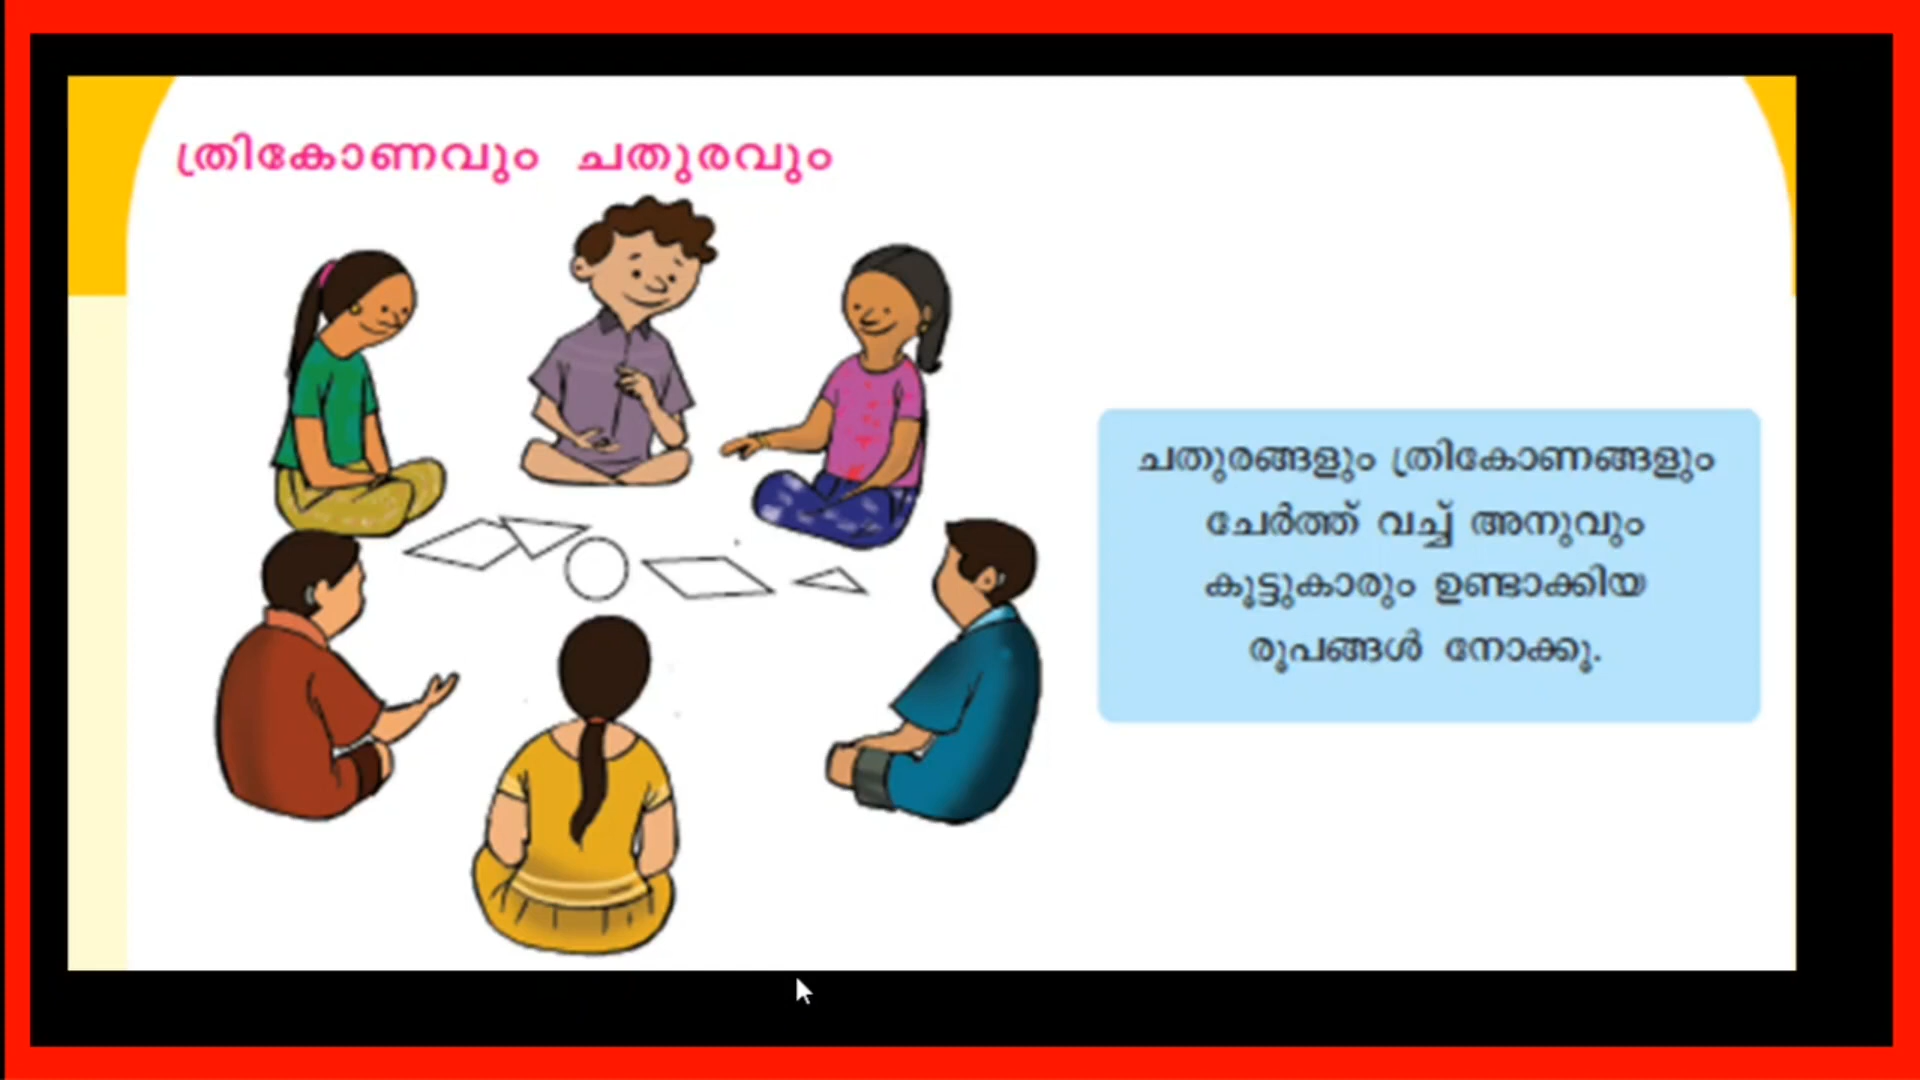 ത്രികോണവും ചതുരവും
ചതുരങ്ങളും ത്രികോണങ്ങളും
ചേർത്ത് വച്ച് അനുവും
കൂട്ടുകാരും ഉണ്ടാക്കിയ
രൂപങ്ങൾ നോക്കൂ.